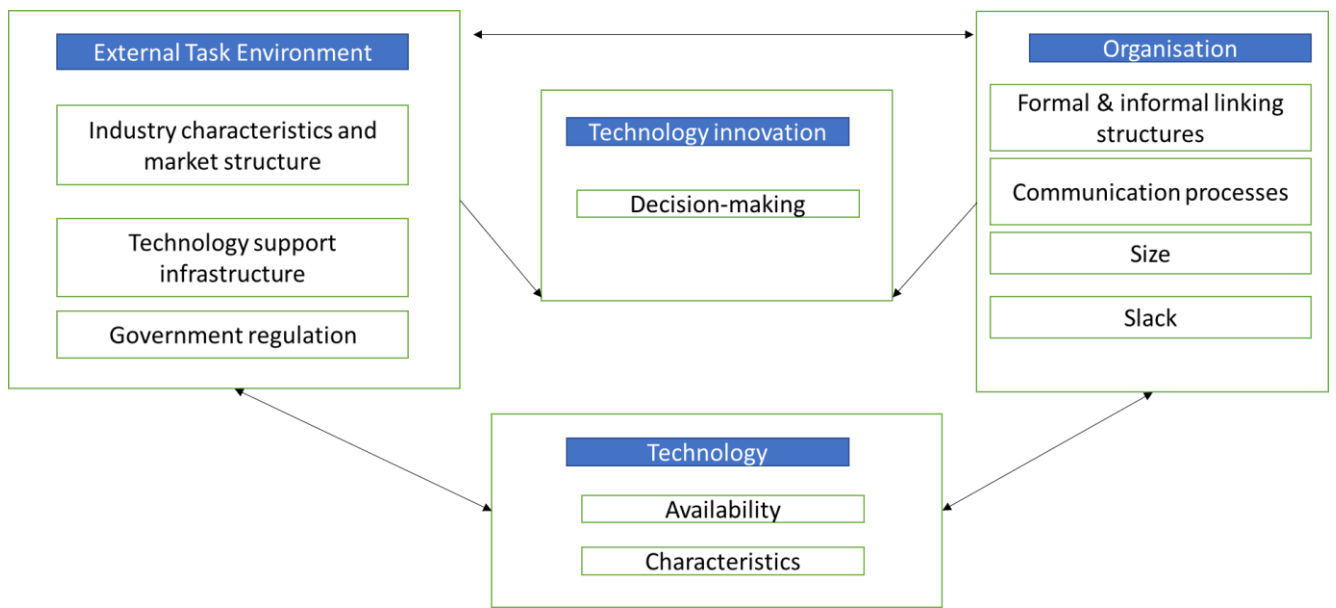 External Task Environment
Industry characteristics and
market structure
Technology support
infrastructure
Government regulation
Technology innovation
Decision-making
Organisation
Formal & informal linking
structures
Communication processes
Size
Slack
Technology
Availability
Characteristics